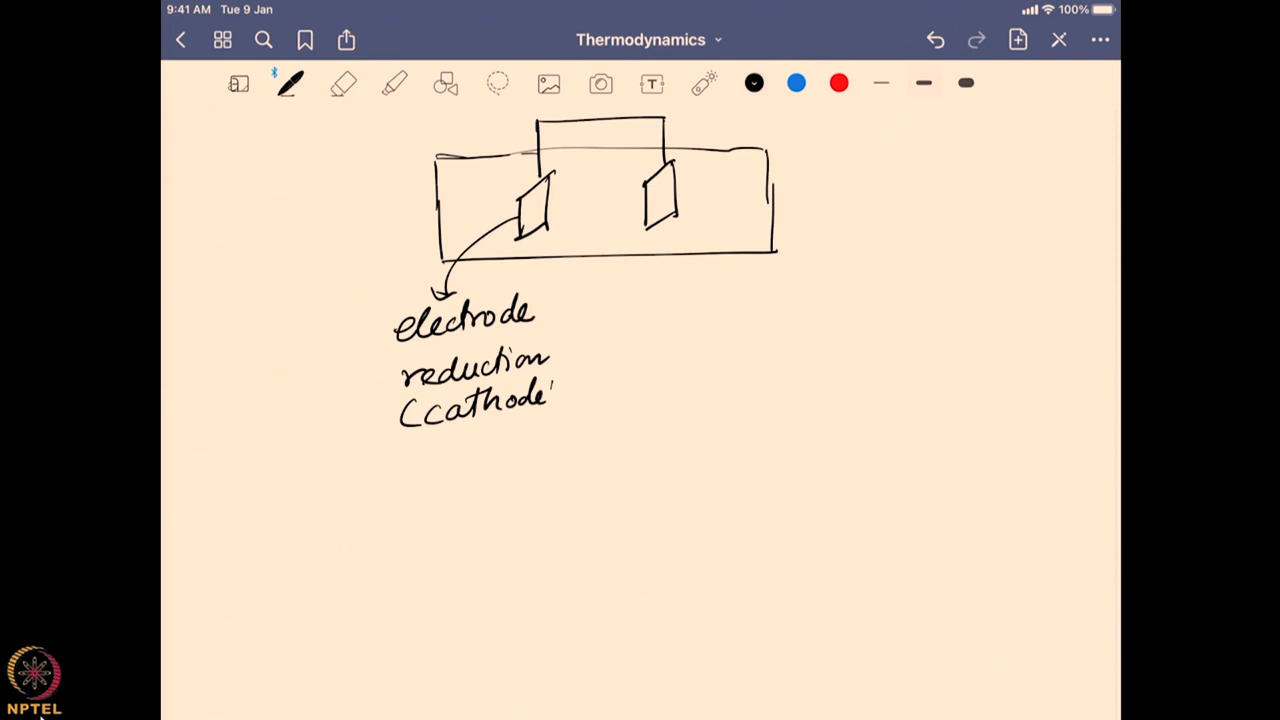 9:41 AM Tue 9 Jan
100%
Thermodynamics
T
electrode
reduction
(cathode
NPTEL